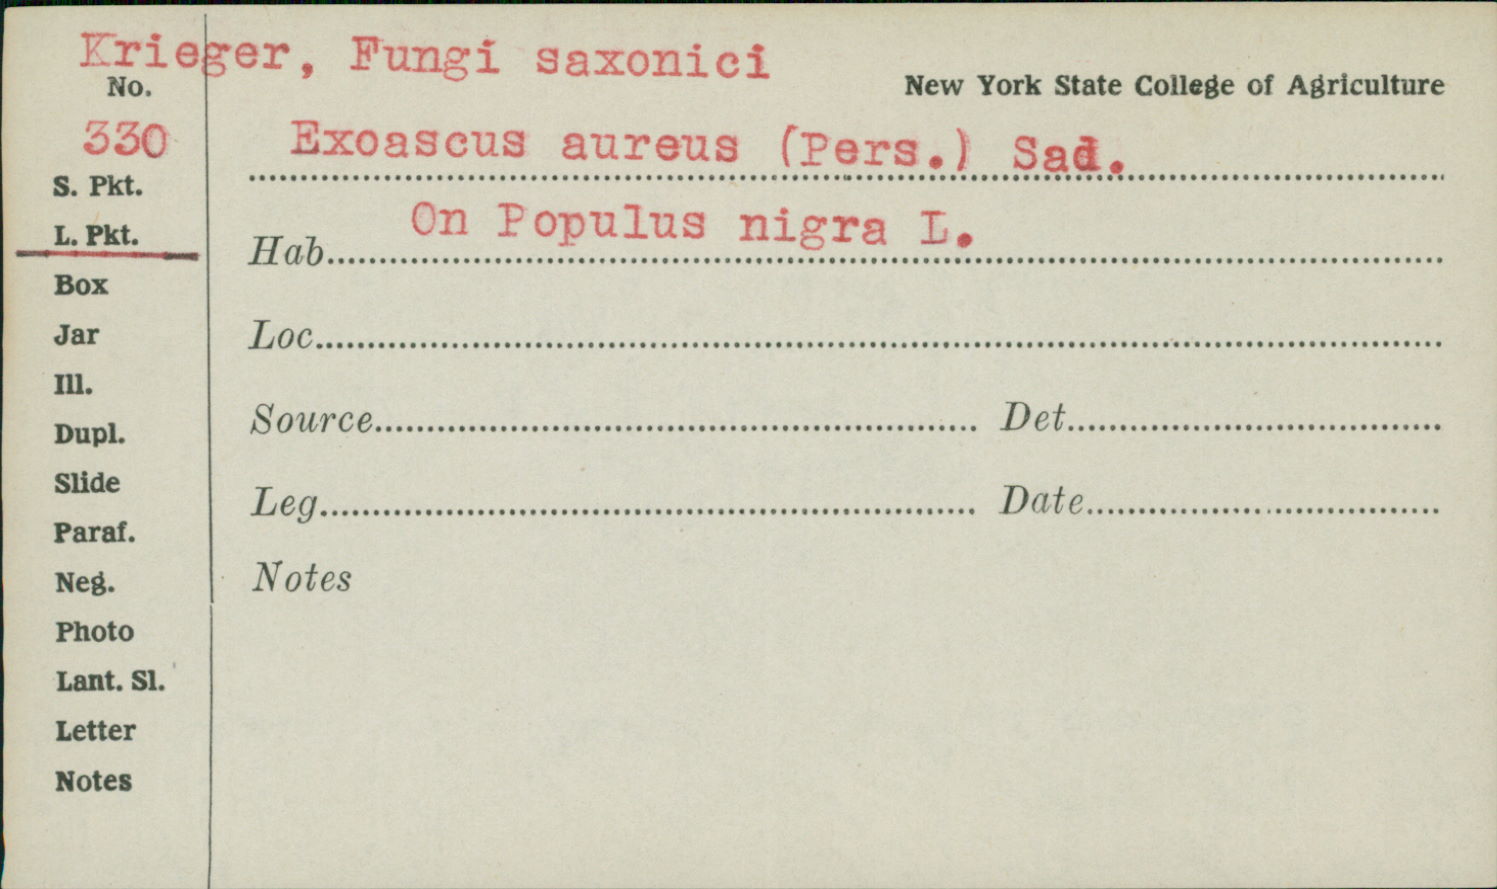 Krieger, Fungi saxonici
No.
New York State College of Agriculture
330
Exoascus aureus (Pers.) Sad.
S. Pkt.
L. Pkt.
On Populus nigra L.
Hab.
Box
Jar
Loc.
Ill.
Dupl.
Source
Det.
Slide
Leg.
Date
Paraf.
Neg.
Notes
Photo
Lant. Sl.
Letter
Notes